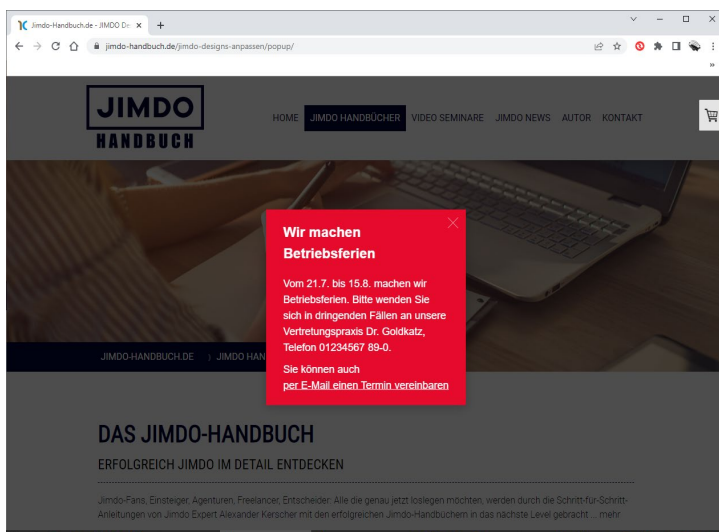 Jimdo-Handbuch.de - JIMDO De
jimdo-handbuch.de/jimdo-designs-anpassen/popup/
JIMDO
HANDBUCH
HOME JIMDO HANDBÜCHER VIDEO SEMINARE JIMDO NEWS AUTOR KONTAKT
Wir machen
Betriebsferien
Vom 21.7. bis 15.8. machen wir
Betriebsferien. Bitte wenden Sie
sich in dringenden Fällen an unsere
Vertretungspraxis Dr. Goldkatz,
Telefon 01234567 89-0.
Sie können auch
per E-Mail einen Termin vereinbaren
JIMDO-HANDBUCH.DE JIMDO HAN
DAS JIMDO-HANDBUCH
ERFOLGREICH JIMDO IM DETAIL ENTDECKEN
Jimdo-Fans, Einsteiger, Agenturen, Freelancer, Entscheider: Alle die genau jetzt loslegen möchten, werden durch die Schritt-für-Schritt-
Anleitungen von Jimdo Expert Alexander Kerscher mit den erfolgreichen Jimdo-Handbüchern in das nächste Level gebracht ... mehr